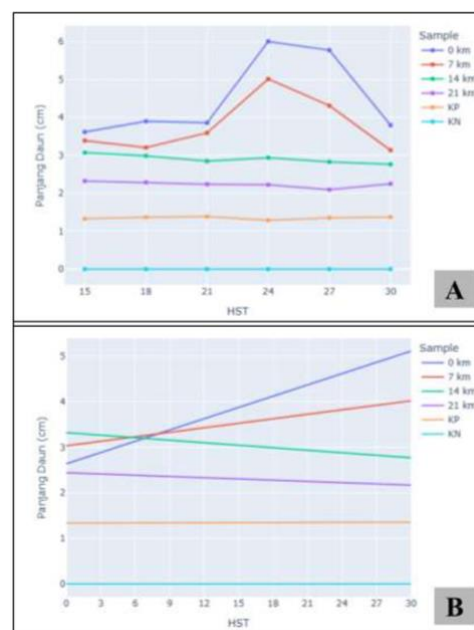 Sample
0 km
7 km
14 km
21 km
KP
KN
Panjang Daun (cm)
6
5
4
3
2
1
0
15 18 21 24 27 30
HST
A
Sample
0 km
7 km
14 km
21 km
KP
KN
Panjang Daun (cm)
5
4
3
2
1
0
0 3 6 9 12 15 18 21 24 27 30
HST
B